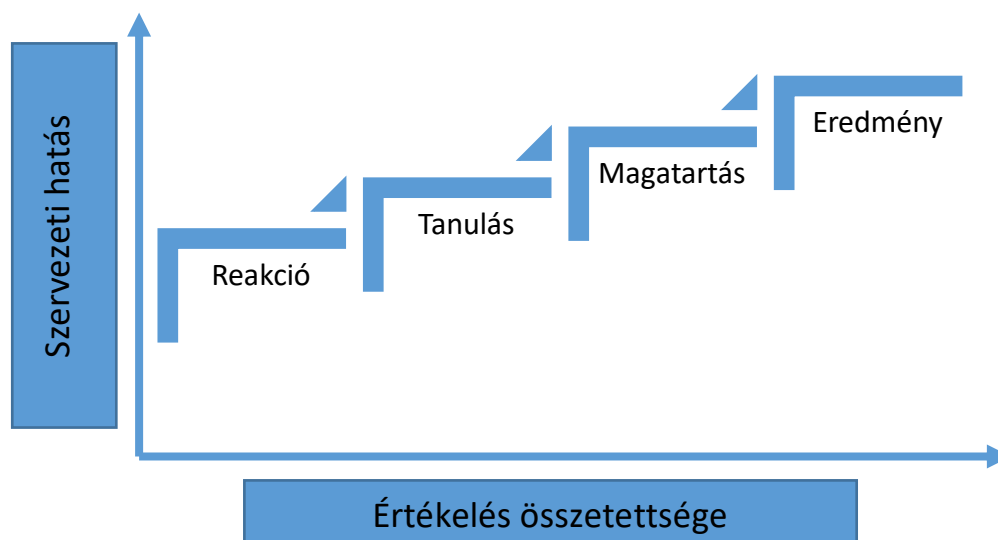 Szervezeti hatás
Eredmény
Magatartás
Tanulás
Reakció
Értékelés összetettsége